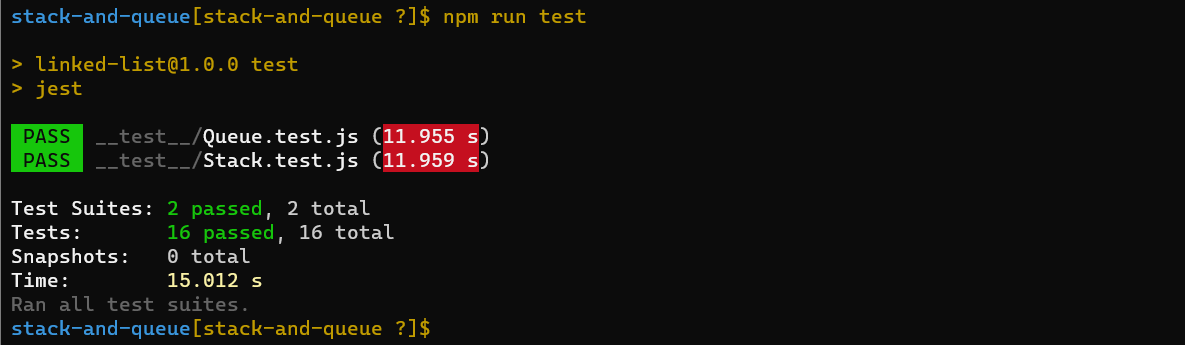 stack-and-queue[stack-and-queue ?]$ npm run test
> linked-list@1.0.0 test
> jest
PASS __test__/Queue.test.js (11.955 s)
PASS __test__/Stack.test.js (11.959 s)
Test Suites: 2 passed, 2 total
Tests: 16 passed, 16 total
Snapshots: 0 total
Time: 15.012 s
Ran all test suites.
stack-and-queue[stack-and-queue ?]$